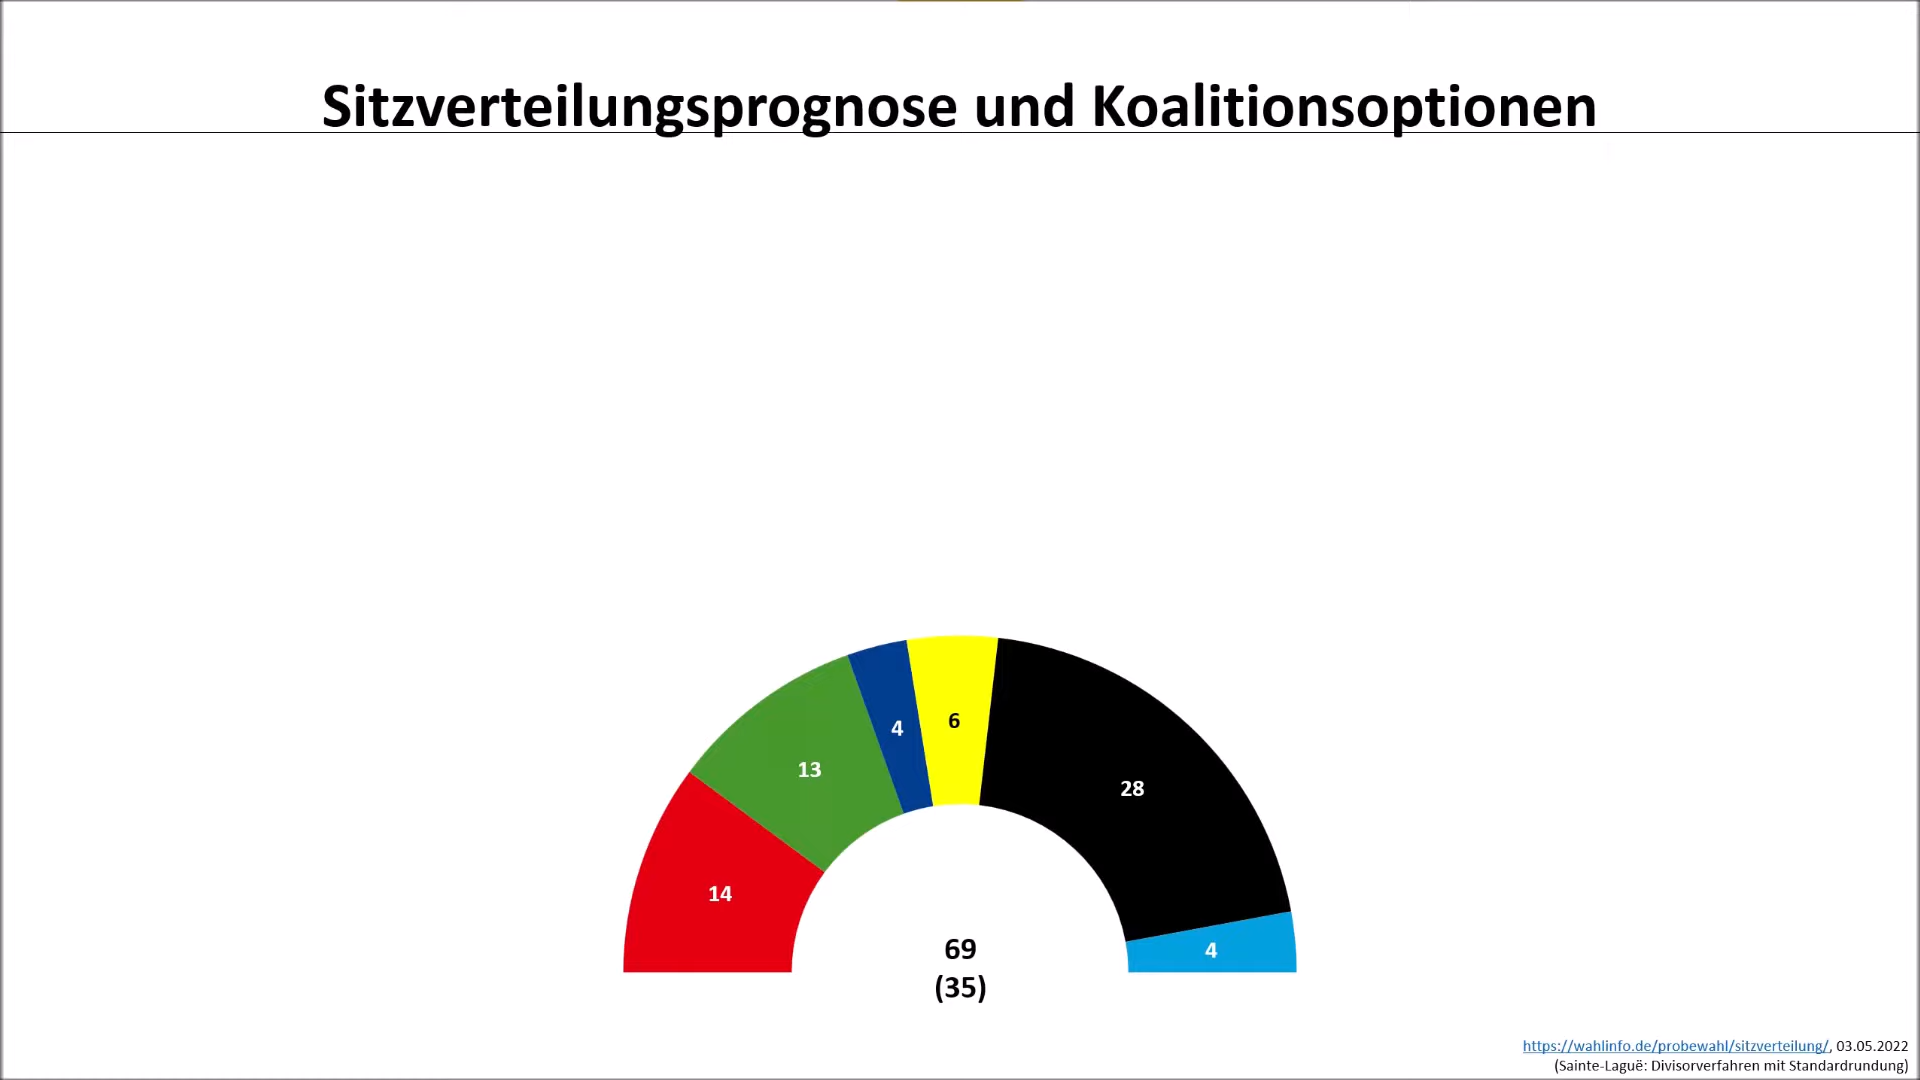 Sitzverteilungsprognose und Koalitionsoptionen
14
13
4
6
28
4
69
(35)
https://wahlinfo.de/probewahl/sitzverteilung/, 03.05.2022
(Sainte-Laguë: Divisorverfahren mit Standardrundung)